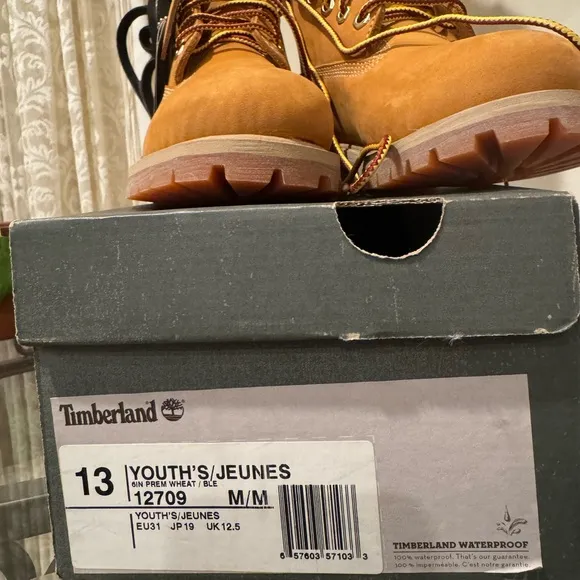 Timberland
13
YOUTH'S/JEUNES
6IN PREM WHEAT / BLE
12709 M/M
YOUTH'S/JEUNES
EU31 JP19 UK12.5
6 57603 57103 3
TIMBERLAND WATERPROOF
100% waterproof. That's our guarantee.
100% imperméable. C'est notre garantie.